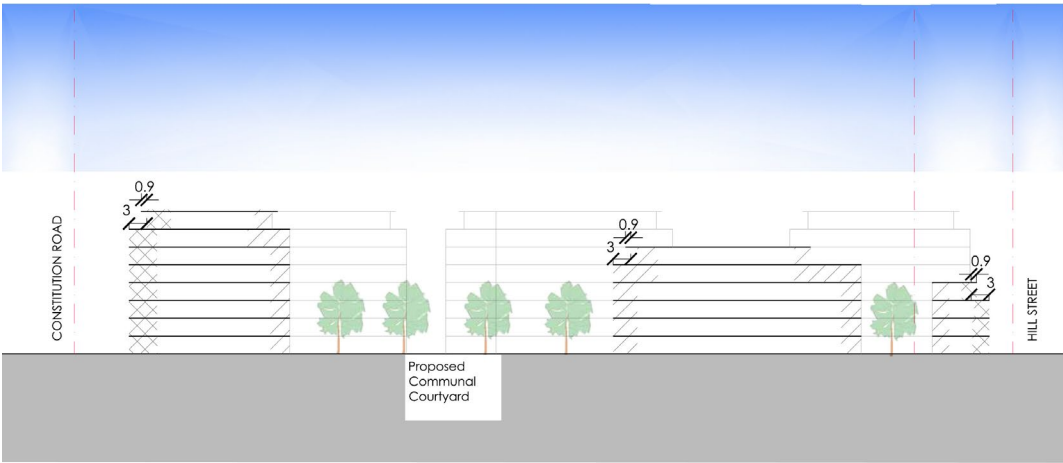 0.9
3
CONSTITUTION ROAD
0.9
3
0.9
3
HILL STREET
Proposed
Communal
Courtyard